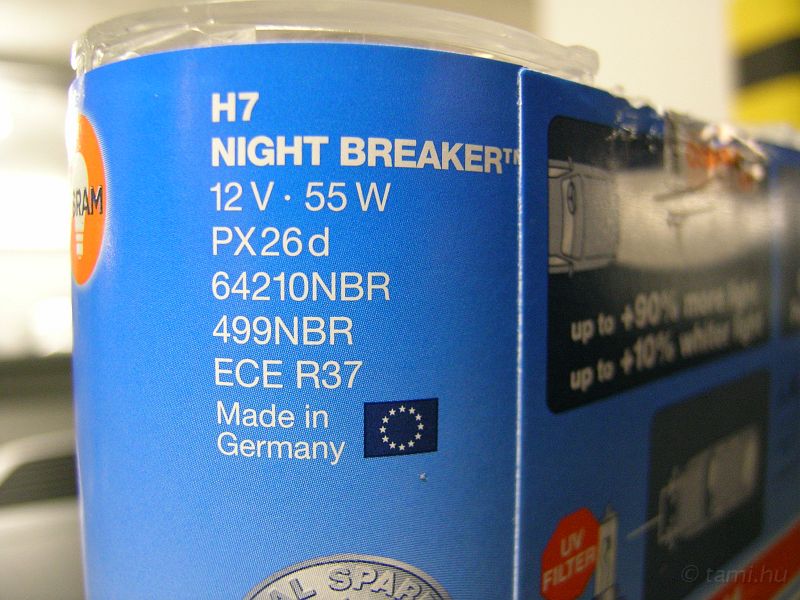 H7
NIGHT BREAKER™
12 V · 55 W
PX26d
64210NBR
499NBR
ECE R37
Made in
Germany
up to +90% more light
up to +10% whiter light
UV
FILTER
© tami.hu